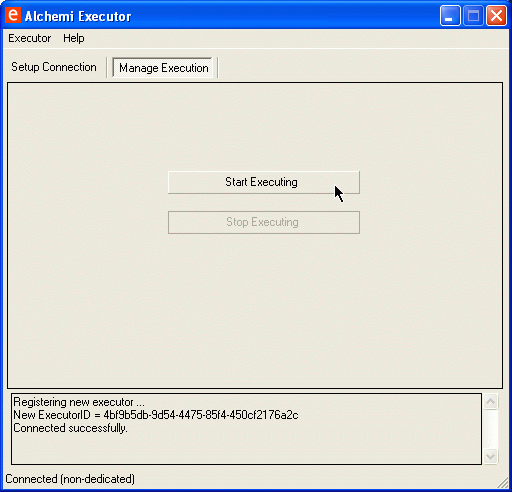 e Alchemi Executor
Executor Help
Setup Connection Manage Execution
Start Executing
Stop Executing
Registering new executor ...
New ExecutorID = 4bf9b5db-9d54-4475-85f4-450cf2176a2c
Connected successfully.
Connected (non-dedicated)